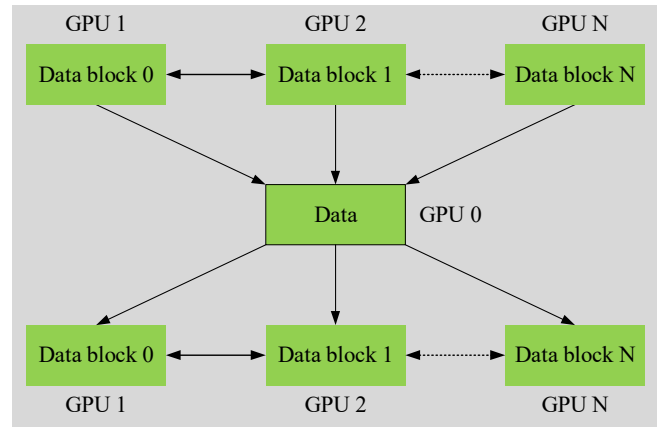 GPU 1
GPU 2
GPU N
Data block 0
Data block 1
Data block N
Data
GPU 0
Data block 0
Data block 1
Data block N
GPU 1
GPU 2
GPU N